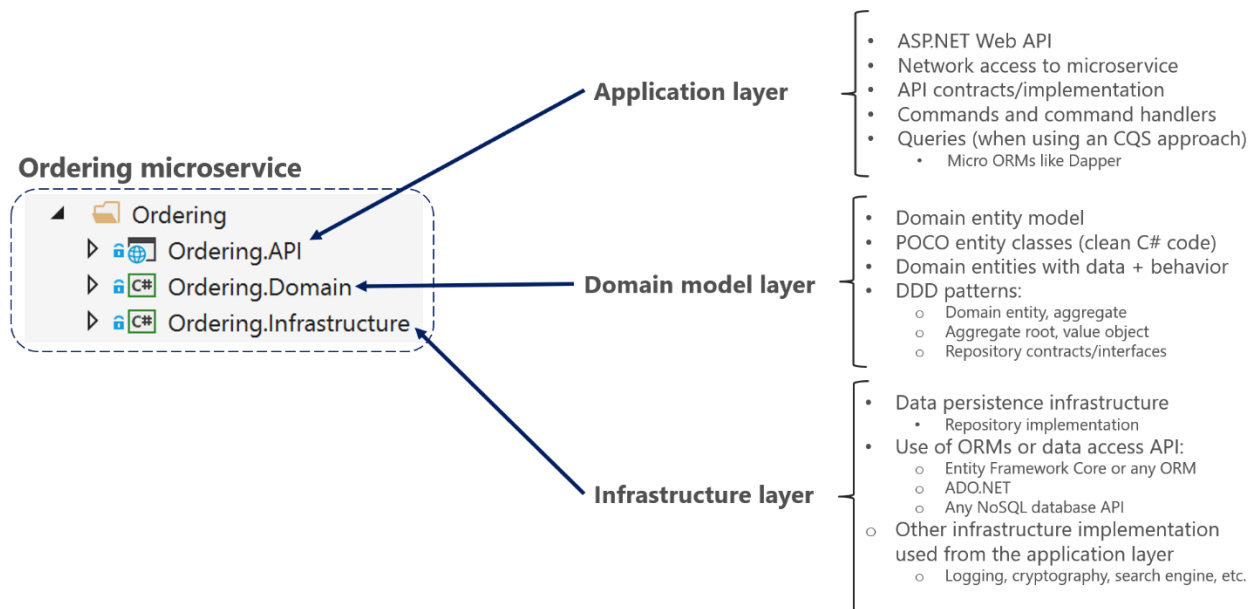 Ordering microservice
Ordering
Ordering.API
C# Ordering.Domain
C# Ordering.Infrastructure
Application layer
• ASP.NET Web API
• Network access to microservice
• API contracts/implementation
• Commands and command handlers
• Queries (when using an CQS approach)
• Micro ORMs like Dapper
Domain model layer
• Domain entity model
• POCO entity classes (clean C# code)
• Domain entities with data + behavior
• DDD patterns:
o Domain entity, aggregate
o Aggregate root, value object
o Repository contracts/interfaces
Infrastructure layer
• Data persistence infrastructure
• Repository implementation
• Use of ORMs or data access API:
o Entity Framework Core or any ORM
o ADO.NET
o Any NoSQL database API
o Other infrastructure implementation
used from the application layer
o Logging, cryptography, search engine, etc.